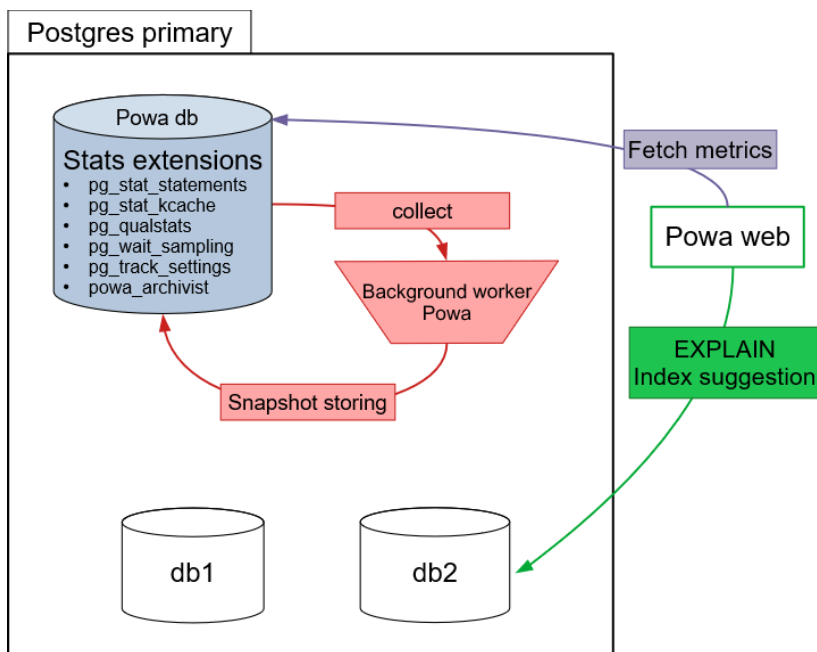 Postgres primary
Powa db
Stats extensions
• pg_stat_statements
• pg_stat_kcache
• pg_qualstats
• pg_wait_sampling
• pg_track_settings
• powa_archivist
collect
Background worker
Powa
Snapshot storing
Fetch metrics
Powa web
EXPLAIN
Index suggestion
db1
db2